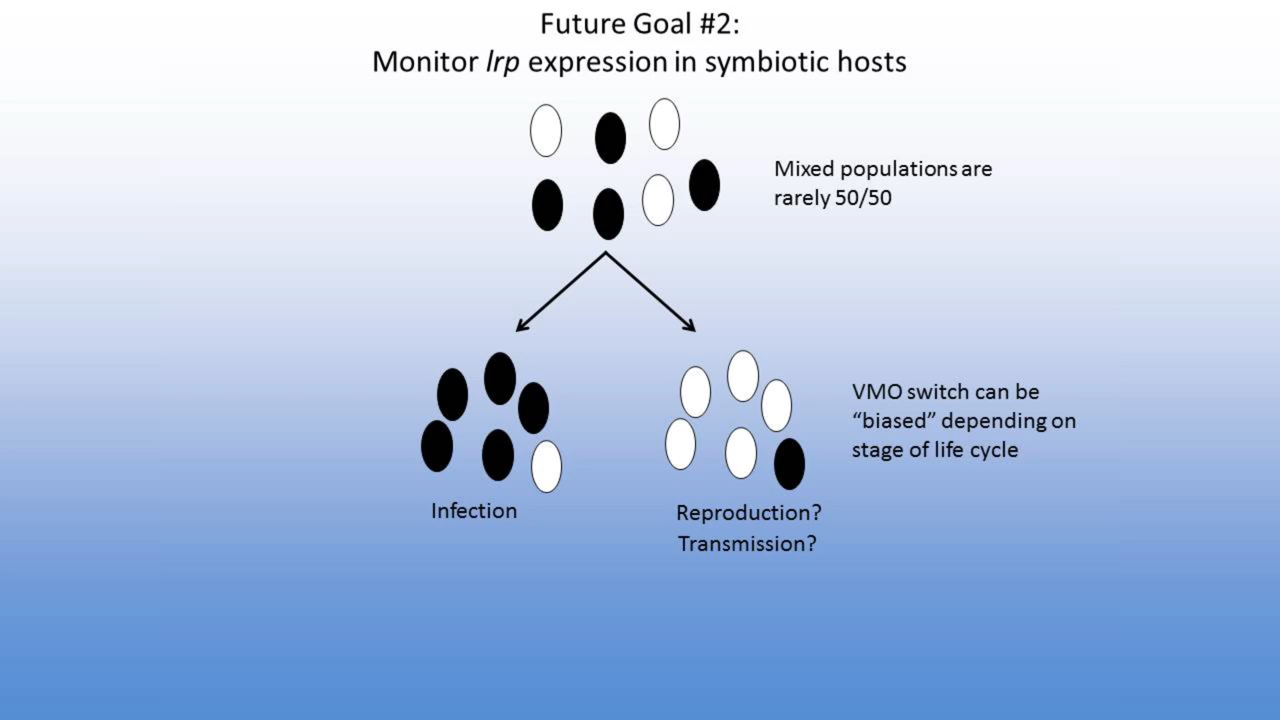 Future Goal #2:
Monitor lrp expression in symbiotic hosts
Mixed populations are
rarely 50/50
VMO switch can be
“biased” depending on
stage of life cycle
Infection
Reproduction?
Transmission?